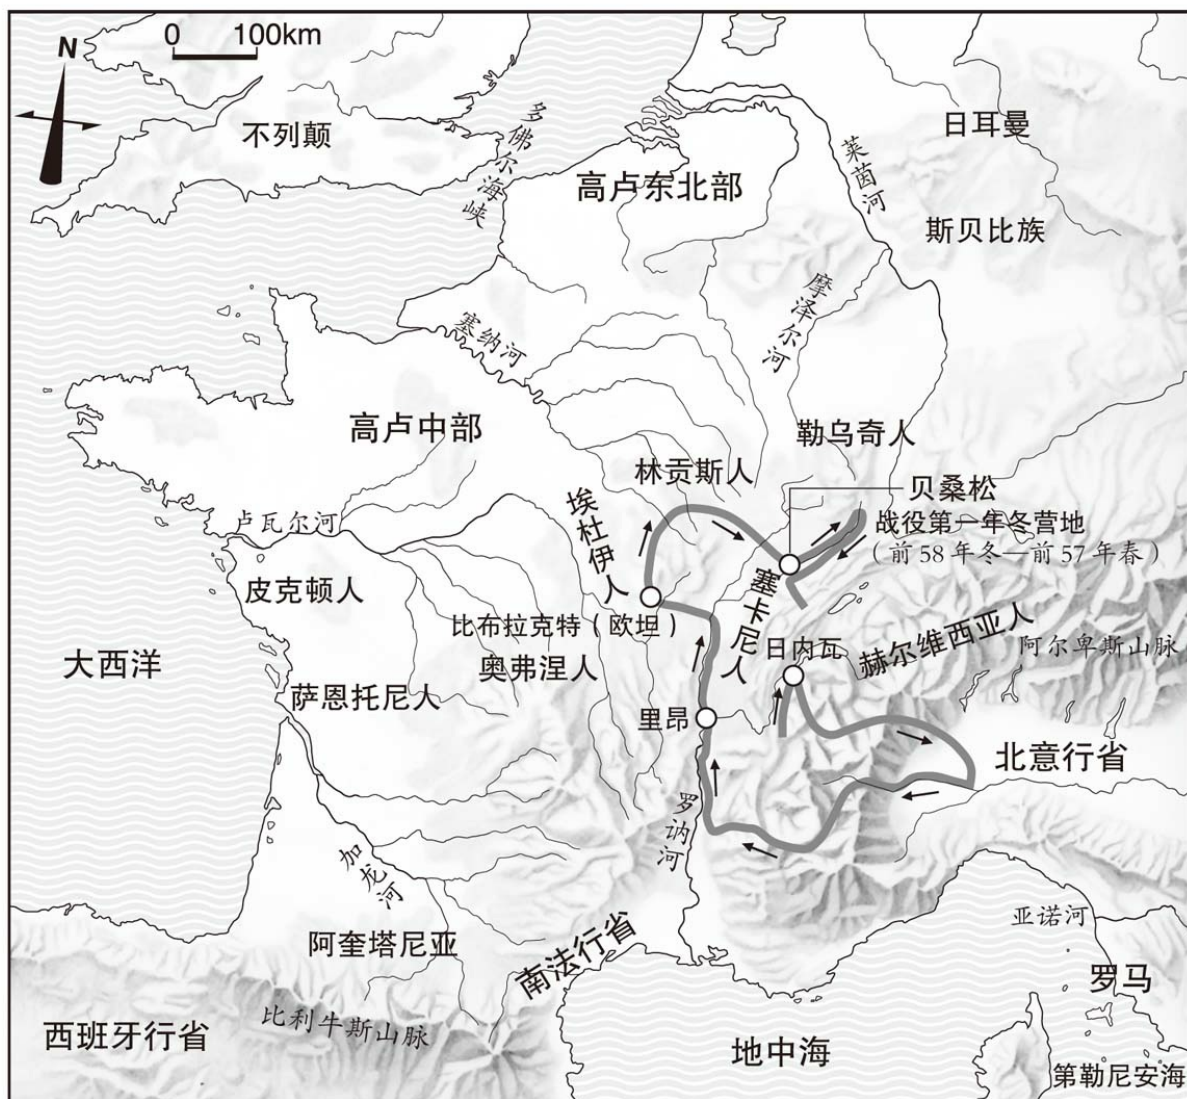 0 100km
N
不列颠
多佛尔海峡
日耳曼
莱茵河
高卢东北部
斯贝比族
摩泽尔河
塞纳河
高卢中部
勒乌奇人
林贡斯人
贝桑松
战役第一年冬营地
（前58年冬—前57年春）
卢瓦尔河
埃杜伊人
皮克顿人
塞卡尼人
比布拉克特（欧坦）
日内瓦
赫尔维西亚人
阿尔卑斯山脉
大西洋
奥弗涅人
萨恩托尼人
里昂
北意行省
罗讷河
加龙河
亚诺河
阿奎塔尼亚
南法行省
罗马
比利牛斯山脉
西班牙行省
地中海
第勒尼安海